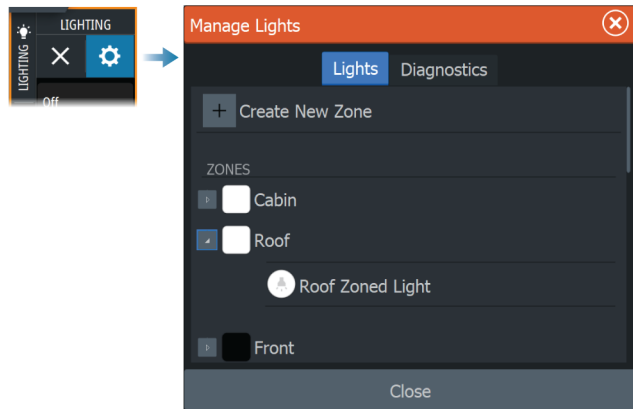 LIGHTING
LIGHTING
Off
Manage Lights
Lights Diagnostics
+ Create New Zone
ZONES
Cabin
Roof
Roof Zoned Light
Front
Close